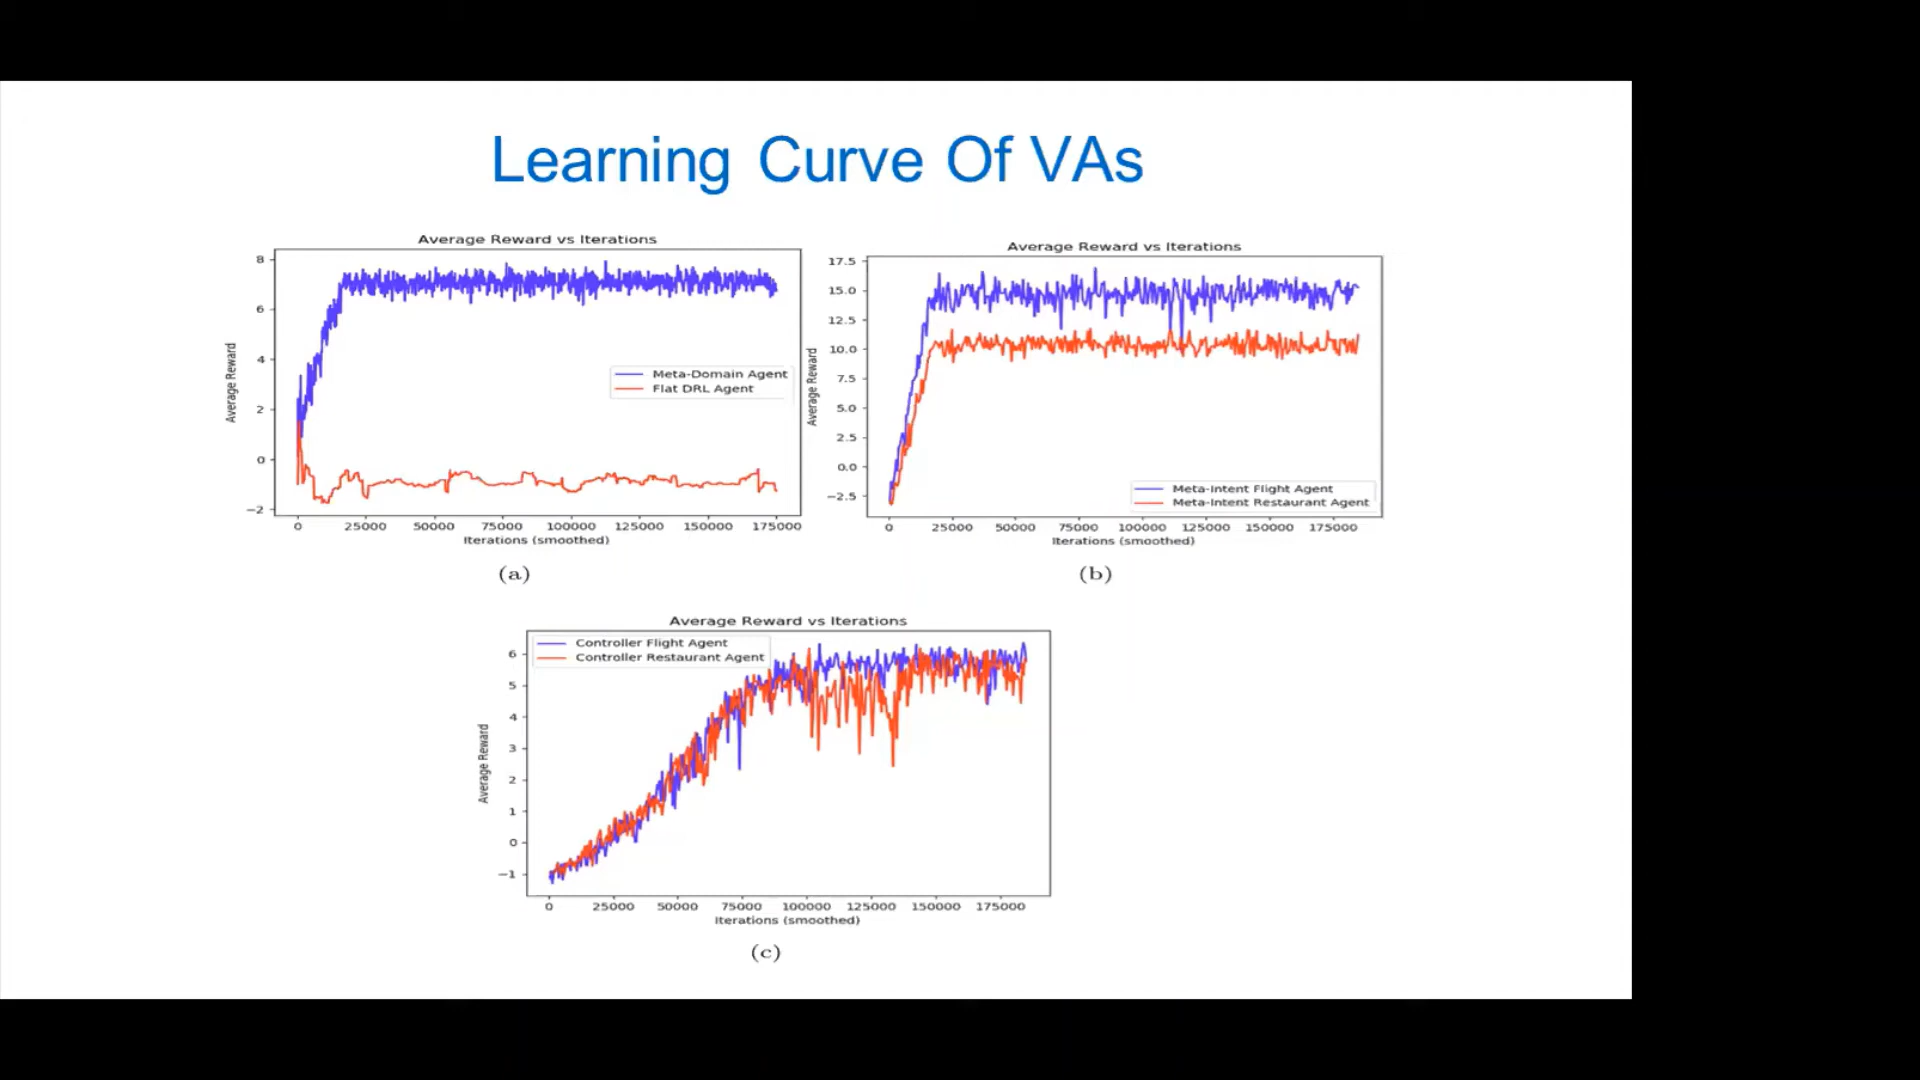 Learning Curve Of VAs
Average Reward vs Iterations
8
6
4
2
0
−2
Average Reward
Meta-Domain Agent
Flat DRL Agent
0 25000 50000 75000 100000 125000 150000 175000
Iterations (smoothed)
(a)
Average Reward vs Iterations
17.5
15.0
12.5
10.0
7.5
5.0
2.5
0.0
−2.5
Average Reward
Meta-Intent Flight Agent
Meta-Intent Restaurant Agent
0 25000 50000 75000 100000 125000 150000 175000
Iterations (smoothed)
(b)
Average Reward vs Iterations
Controller Flight Agent
Controller Restaurant Agent
6
5
4
3
2
1
0
−1
Average Reward
0 25000 50000 75000 100000 125000 150000 175000
Iterations (smoothed)
(c)